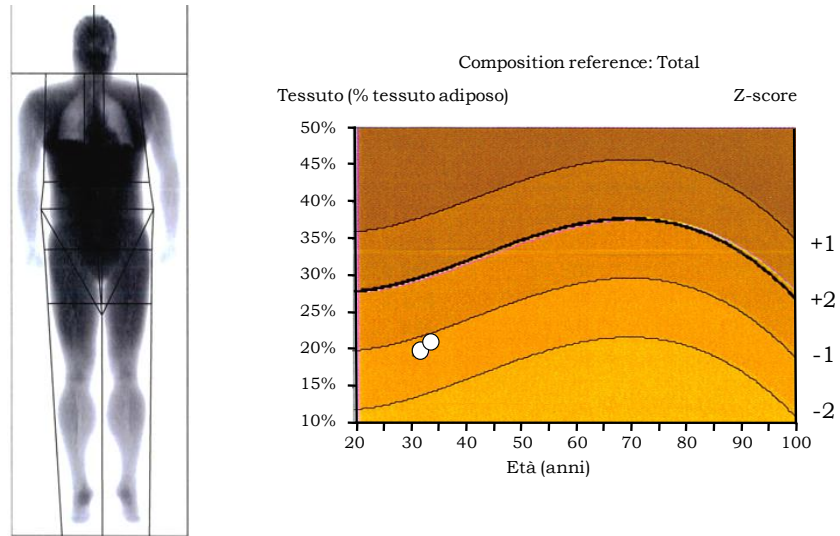 Composition reference: Total
Tessuto (% tessuto adiposo)
Z-score
50%
45%
40%
35%
30%
25%
20%
15%
10%
+1
+2
-1
-2
20 30 40 50 60 70 80 90 100
Età (anni)